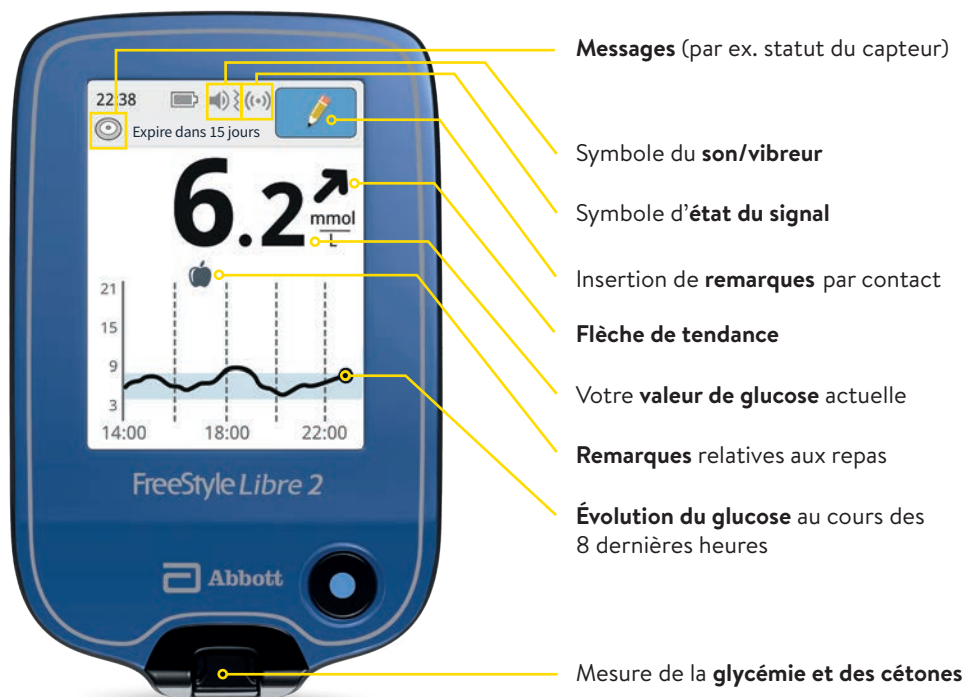 Messages (par ex. statut du capteur)
22:38
Expire dans 15 jours
Symbole du son/vibreur
6.2
mmol
L
Symbole d'état du signal
Insertion de remarques par contact
21
15
9
3
14:00 18:00 22:00
Flèche de tendance
Votre valeur de glucose actuelle
Remarques relatives aux repas
FreeStyle Libre 2
Évolution du glucose au cours des
8 dernières heures
Abbott
Mesure de la glycémie et des cétones